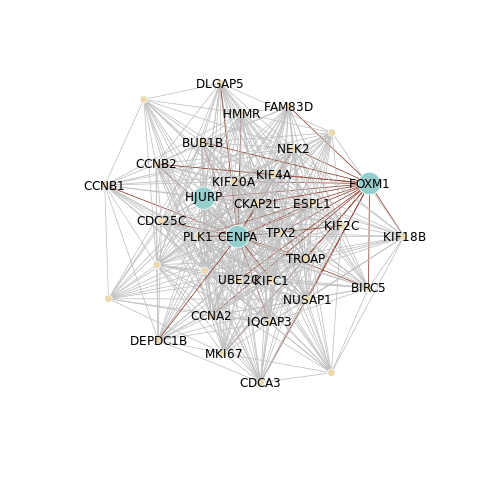 DLGAP5
HMMR
FAM83D
BUB1B
NEK2
CCNB2
KIF4A
CCNB1
KIF20A
FOXM1
HJURP
CKAP2L
ESPL1
CDC25C
KIF2C
PLK1
CENPA
TPX2
KIF18B
TROAP
UBE2C
KIFC1
BIRC5
NUSAP1
CCNA2
IQGAP3
DEPDC1B
MKI67
CDCA3